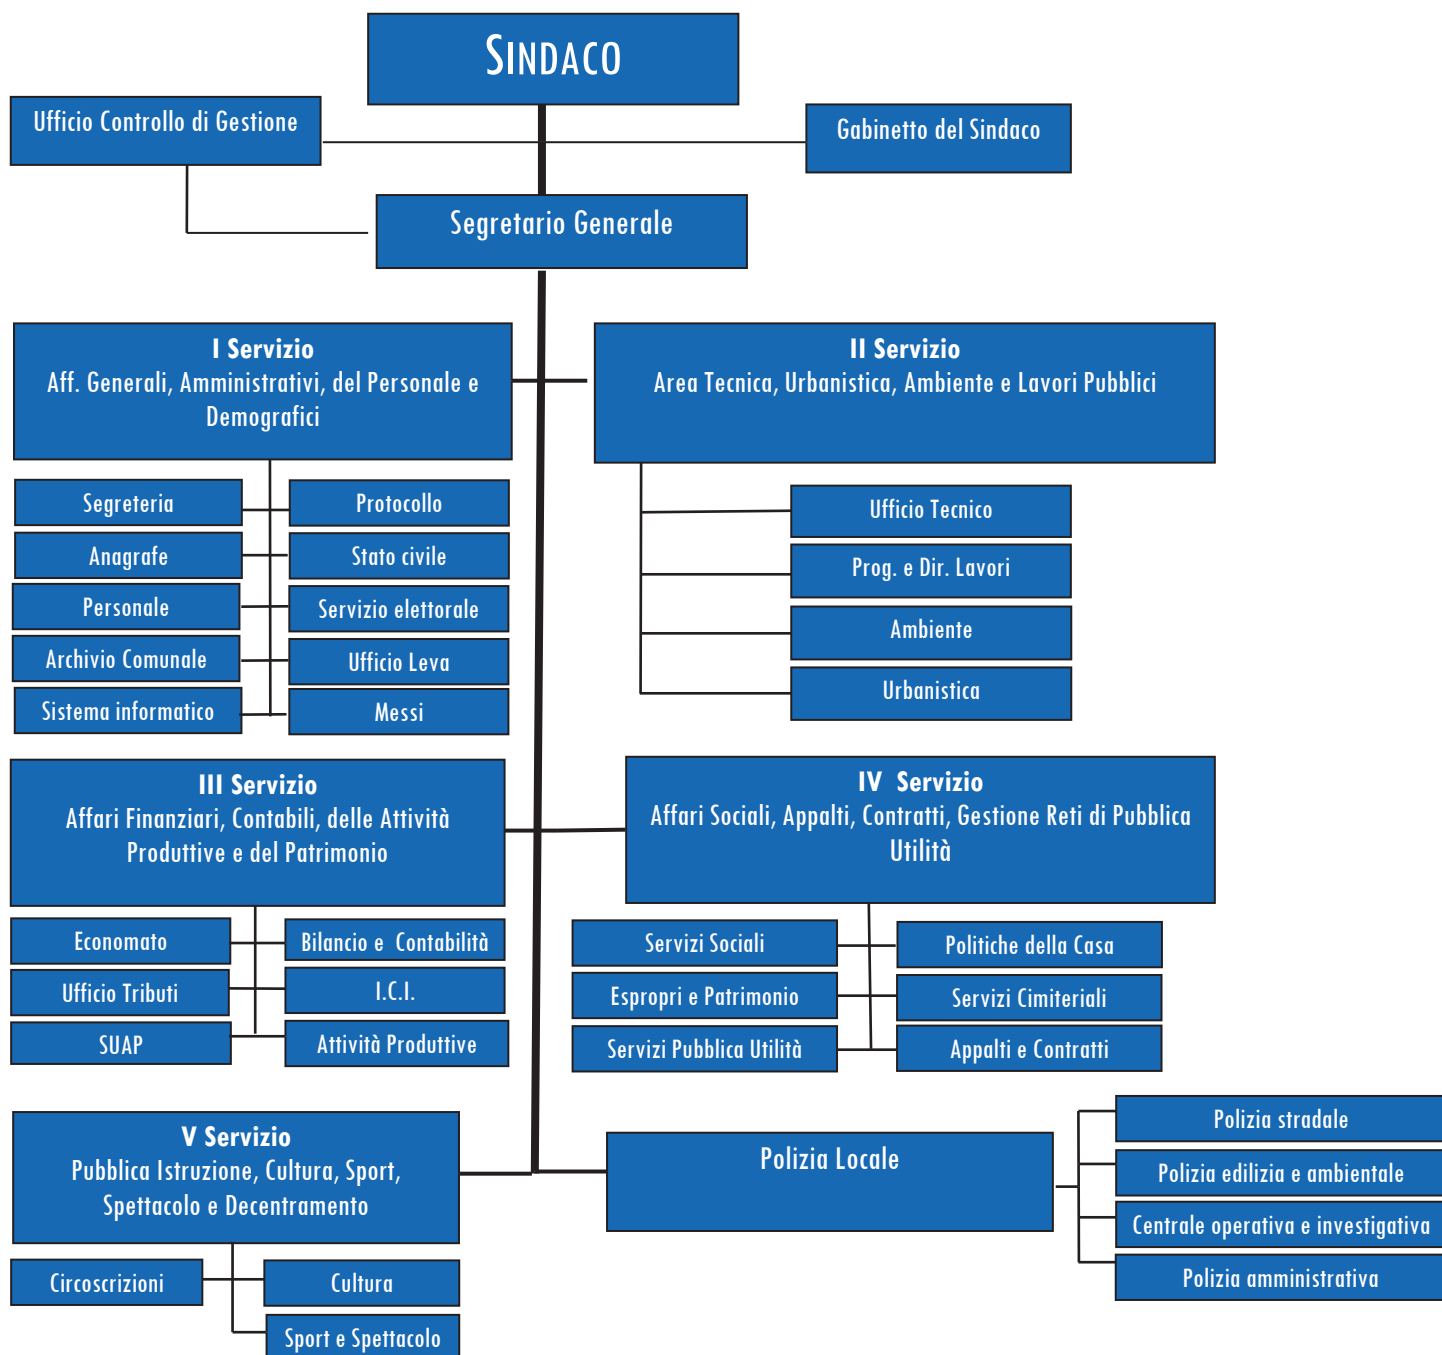 SINDACO
Ufficio Controllo di Gestione
Gabinetto del Sindaco
Segretario Generale
I Servizio
Aff. Generali, Amministrativi, del Personale e
Demografici
II Servizio
Area Tecnica, Urbanistica, Ambiente e Lavori Pubblici
Segreteria
Protocollo
Anagrafe
Stato civile
Personale
Servizio elettorale
Archivio Comunale
Ufficio Leva
Sistema informatico
Messi
Ufficio Tecnico
Prog. e Dir. Lavori
Ambiente
Urbanistica
III Servizio
Affari Finanziari, Contabili, delle Attività
Produttive e del Patrimonio
IV Servizio
Affari Sociali, Appalti, Contratti, Gestione Reti di Pubblica
Utilità
Economato
Bilancio e Contabilità
Ufficio Tributi
I.C.I.
SUAP
Attività Produttive
Servizi Sociali
Politiche della Casa
Espropri e Patrimonio
Servizi Cimiteriali
Servizi Pubblica Utilità
Appalti e Contratti
V Servizio
Pubblica Istruzione, Cultura, Sport,
Spettacolo e Decentramento
Circoscrizioni
Cultura
Sport e Spettacolo
Polizia Locale
Polizia stradale
Polizia edilizia e ambientale
Centrale operativa e investigativa
Polizia amministrativa